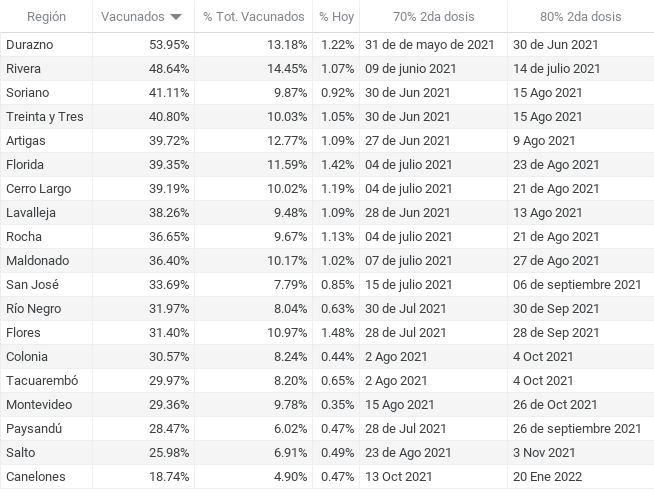 Región Vacunados % Tot. Vacunados % Hoy 70% 2da dosis 80% 2da dosis
Durazno 53.95% 13.18% 1.22% 31 de de mayo de 2021 30 de Jun 2021
Rivera 48.64% 14.45% 1.07% 09 de junio 2021 14 de julio 2021
Soriano 41.11% 9.87% 0.92% 30 de Jun 2021 15 Ago 2021
Treinta y Tres 40.80% 10.03% 1.05% 30 de Jun 2021 15 Ago 2021
Artigas 39.72% 12.77% 1.09% 27 de Jun 2021 9 Ago 2021
Florida 39.35% 11.59% 1.42% 04 de julio 2021 23 de Ago 2021
Cerro Largo 39.19% 10.02% 1.19% 04 de julio 2021 21 de Ago 2021
Lavalleja 38.26% 9.48% 1.09% 28 de Jun 2021 13 Ago 2021
Rocha 36.65% 9.67% 1.13% 04 de julio 2021 21 de Ago 2021
Maldonado 36.40% 10.17% 1.02% 07 de julio 2021 27 de Ago 2021
San José 33.69% 7.79% 0.85% 15 de julio 2021 06 de septiembre 2021
Río Negro 31.97% 8.04% 0.63% 30 de Jul 2021 30 de Sep 2021
Flores 31.40% 10.97% 1.48% 28 de Jul 2021 28 de Sep 2021
Colonia 30.57% 8.24% 0.44% 2 Ago 2021 4 Oct 2021
Tacuarembó 29.97% 8.20% 0.65% 2 Ago 2021 4 Oct 2021
Montevideo 29.36% 9.78% 0.35% 15 Ago 2021 26 de Oct 2021
Paysandú 28.47% 6.02% 0.47% 28 de Jul 2021 26 de septiembre 2021
Salto 25.98% 6.91% 0.49% 23 de Ago 2021 3 Nov 2021
Canelones 18.74% 4.90% 0.47% 13 Oct 2021 20 Ene 2022